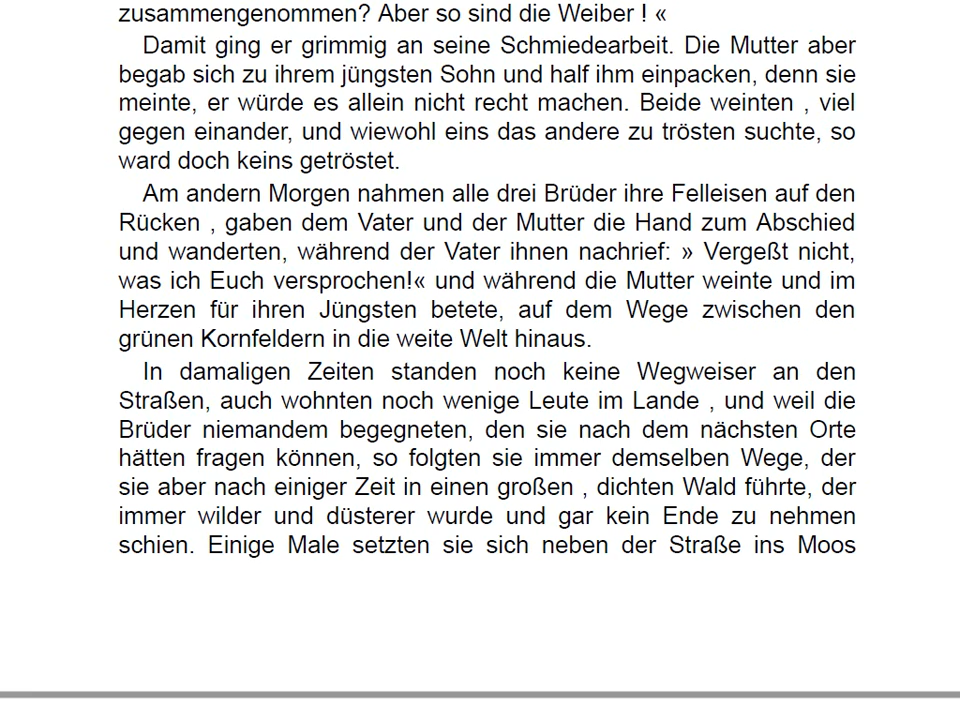 zusammengenommen? Aber so sind die Weiber ! «
Damit ging er grimmig an seine Schmiedearbeit. Die Mutter aber
begab sich zu ihrem jüngsten Sohn und half ihm einpacken, denn sie
meinte, er würde es allein nicht recht machen. Beide weinten , viel
gegen einander, und wiewohl eins das andere zu trösten suchte, so
ward doch keins getröstet.
Am andern Morgen nahmen alle drei Brüder ihre Felleisen auf den
Rücken , gaben dem Vater und der Mutter die Hand zum Abschied
und wanderten, während der Vater ihnen nachrief: » Vergeßt nicht,
was ich Euch versprochen!« und während die Mutter weinte und im
Herzen für ihren Jüngsten betete, auf dem Wege zwischen den
grünen Kornfeldern in die weite Welt hinaus.
In damaligen Zeiten standen noch keine Wegweiser an den
Straßen, auch wohnten noch wenige Leute im Lande , und weil die
Brüder niemandem begegneten, den sie nach dem nächsten Orte
hätten fragen können, so folgten sie immer demselben Wege, der
sie aber nach einiger Zeit in einen großen , dichten Wald führte, der
immer wilder und düsterer wurde und gar kein Ende zu nehmen
schien. Einige Male setzten sie sich neben der Straße ins Moos